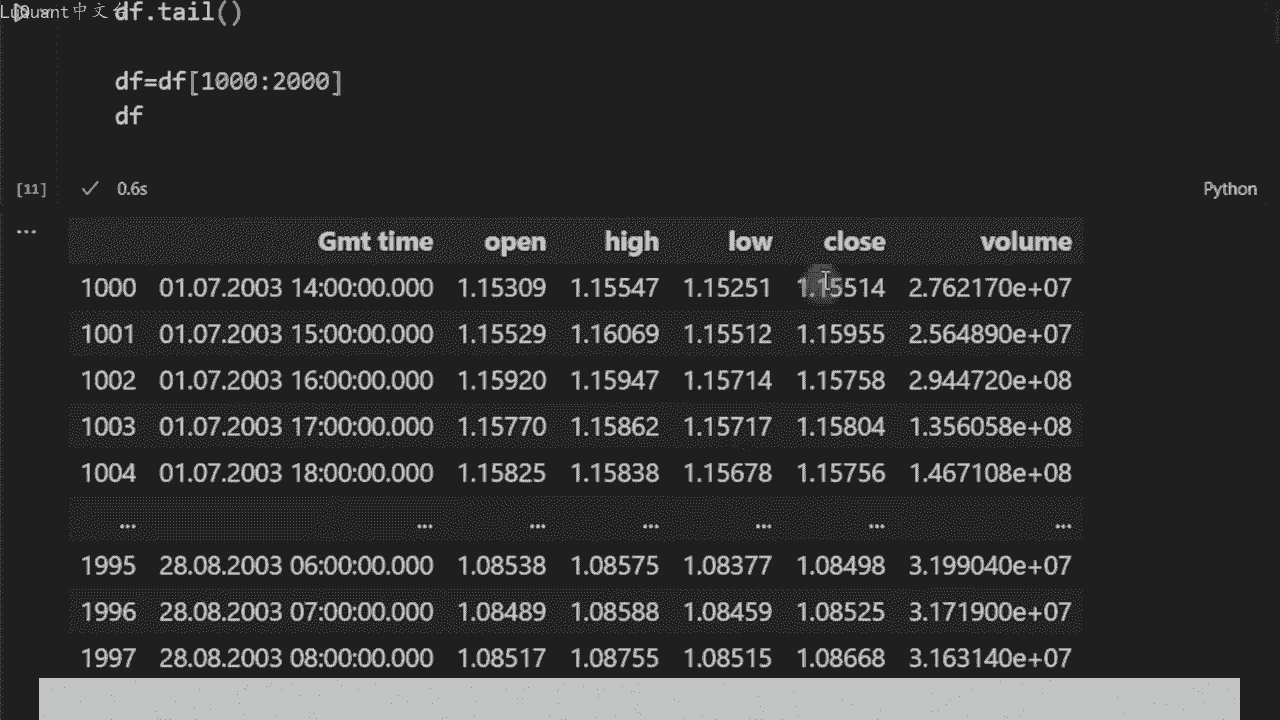 Luquant中文
df.tail()
df=df[1000:2000]
df
[11] ✓ 0.6s Python
...
Gmt time open high low close volume
1000 01.07.2003 14:00:00.000 1.15309 1.15547 1.15251 1.15514 2.762170e+07
1001 01.07.2003 15:00:00.000 1.15529 1.16069 1.15512 1.15955 2.564890e+07
1002 01.07.2003 16:00:00.000 1.15920 1.15947 1.15714 1.15758 2.944720e+08
1003 01.07.2003 17:00:00.000 1.15770 1.15862 1.15717 1.15804 1.356058e+08
1004 01.07.2003 18:00:00.000 1.15825 1.15838 1.15678 1.15756 1.467108e+08
... ... ... ... ... ... ...
1995 28.08.2003 06:00:00.000 1.08538 1.08575 1.08377 1.08498 3.199040e+07
1996 28.08.2003 07:00:00.000 1.08489 1.08588 1.08459 1.08525 3.171900e+07
1997 28.08.2003 08:00:00.000 1.08517 1.08755 1.08515 1.08668 3.163140e+07